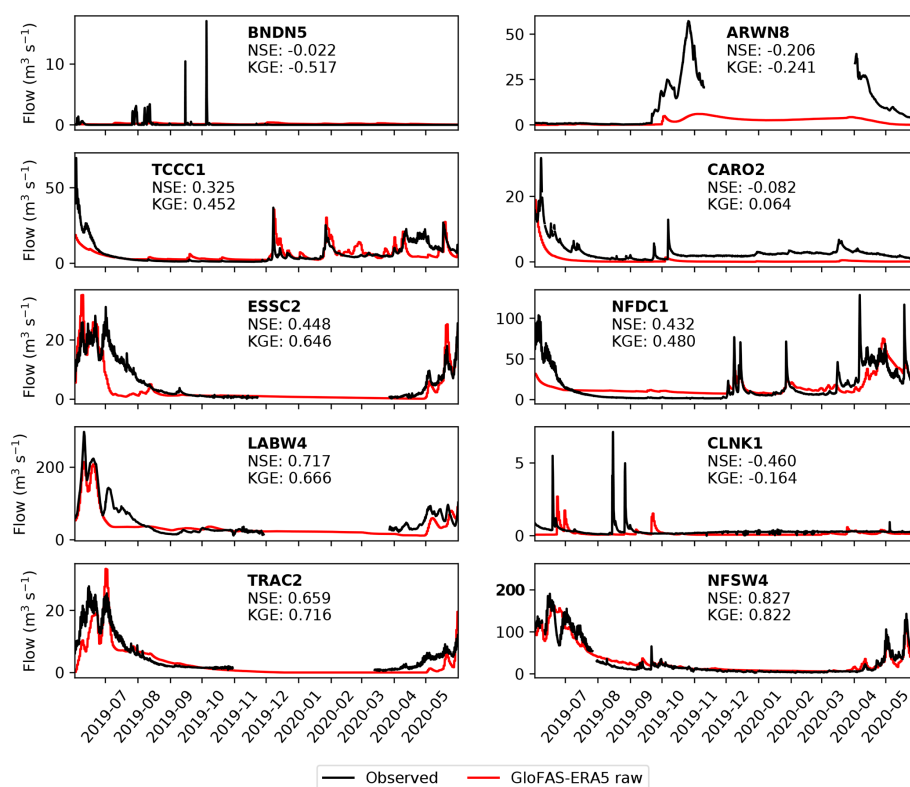 BNDN5
NSE: -0.022
KGE: -0.517
Flow (m³ s⁻¹)
10
0
ARWN8
NSE: -0.206
KGE: -0.241
50
25
0
TCCC1
NSE: 0.325
KGE: 0.452
Flow (m³ s⁻¹)
50
0
CARO2
NSE: -0.082
KGE: 0.064
20
0
ESSC2
NSE: 0.448
KGE: 0.646
Flow (m³ s⁻¹)
20
0
NFDC1
NSE: 0.432
KGE: 0.480
100
50
0
LABW4
NSE: 0.717
KGE: 0.666
Flow (m³ s⁻¹)
200
0
CLNK1
NSE: -0.460
KGE: -0.164
5
0
TRAC2
NSE: 0.659
KGE: 0.716
Flow (m³ s⁻¹)
20
0
NFSW4
NSE: 0.827
KGE: 0.822
200
100
0
2019-07
2019-08
2019-09
2019-10
2019-11
2019-12
2020-01
2020-02
2020-03
2020-04
2020-05
2019-07
2019-08
2019-09
2019-10
2019-11
2019-12
2020-01
2020-02
2020-03
2020-04
2020-05
Observed
GloFAS-ERA5 raw